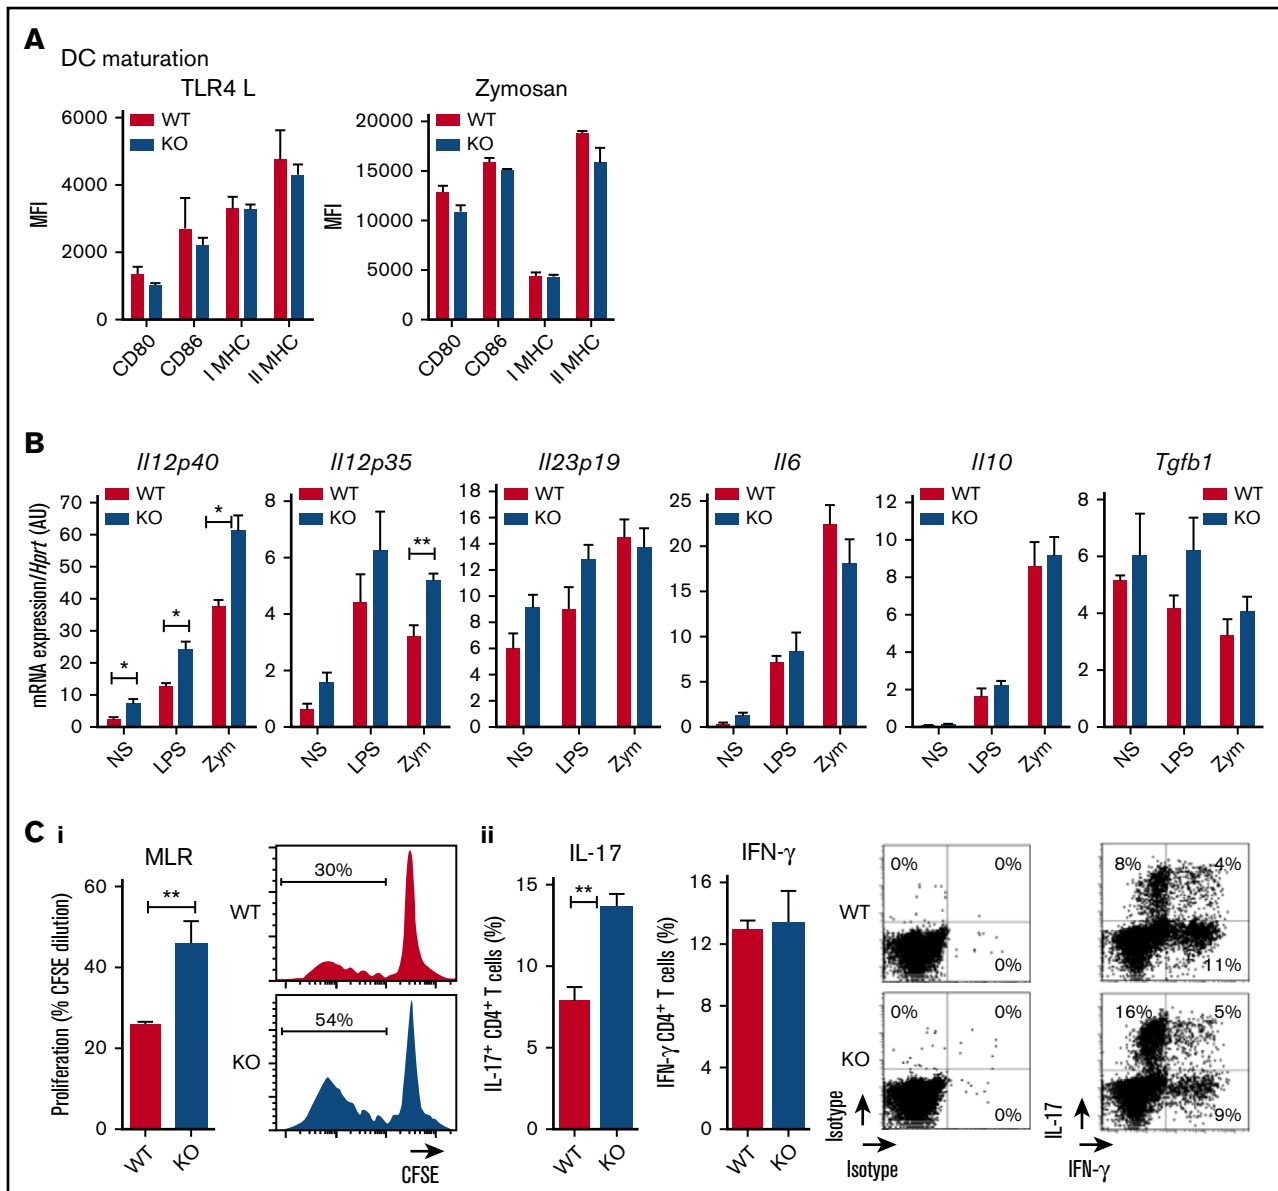 A
DC maturation
TLR4 L
WT
KO
MFI
6000
4000
2000
0
CD80
CD86
I MHC
II MHC
Zymosan
WT
KO
MFI
20000
15000
10000
5000
0
CD80
CD86
I MHC
II MHC
B
mRNA expression/Hprt (AU)
Il12p40
WT
KO
70
60
50
40
30
20
10
0
*
*
*
NS
LPS
Zym
Il12p35
WT
KO
8
6
4
2
0
**
NS
LPS
Zym
Il23p19
WT
KO
18
16
14
12
10
8
6
4
2
0
NS
LPS
Zym
Il6
WT
KO
25
20
15
10
5
0
NS
LPS
Zym
Il10
WT
KO
12
10
8
6
4
2
0
NS
LPS
Zym
Tgfb1
WT
KO
8
6
4
2
0
NS
LPS
Zym
C i
MLR
Proliferation (% CFSE dilution)
60
40
20
0
**
WT
KO
WT
30%
KO
54%
CFSE
ii
IL-17
IL-17+ CD4+ T cells (%)
15
10
5
0
**
WT
KO
IFN-γ
IFN-γ CD4+ T cells (%)
16
12
8
4
0
WT
KO
WT
0% 0%
0%
8% 4%
11%
KO
0% 0%
0%
16% 5%
9%
Isotype
Isotype
IL-17
IFN-γ